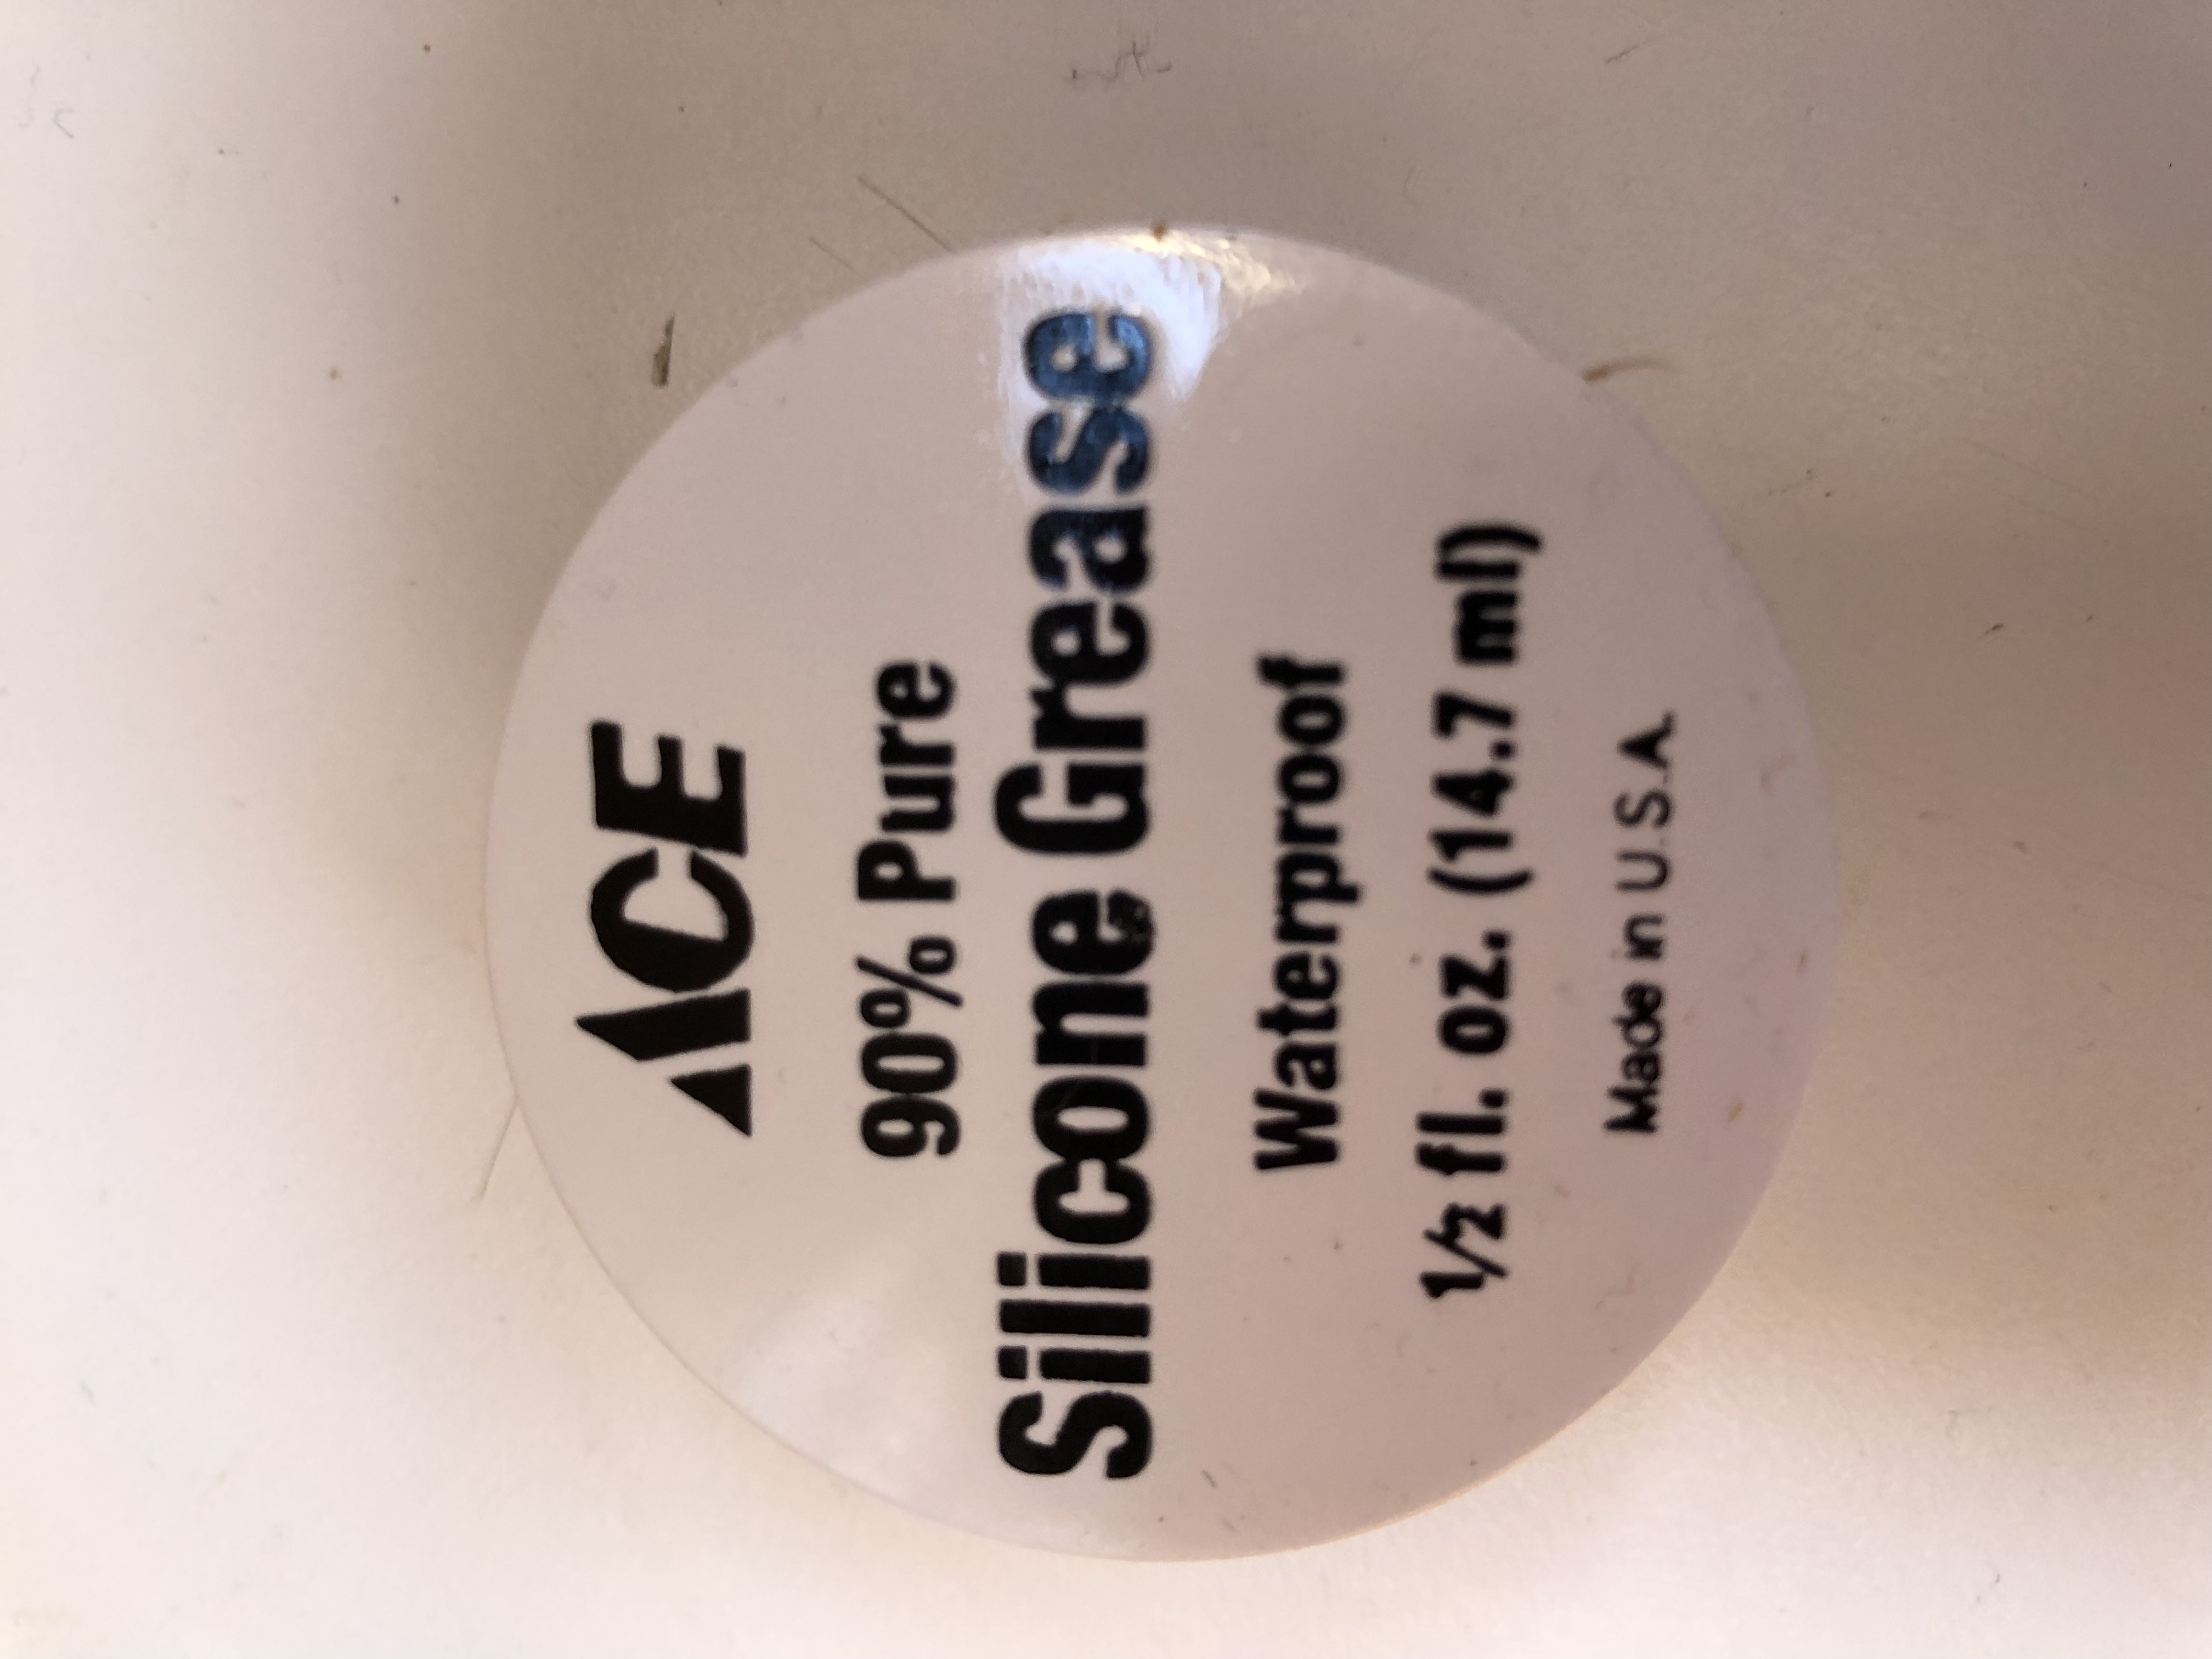 ACE
90% Pure
Silicone Grease
Waterproof
½ fl. oz. (14.7 ml)
Made in U.S.A.